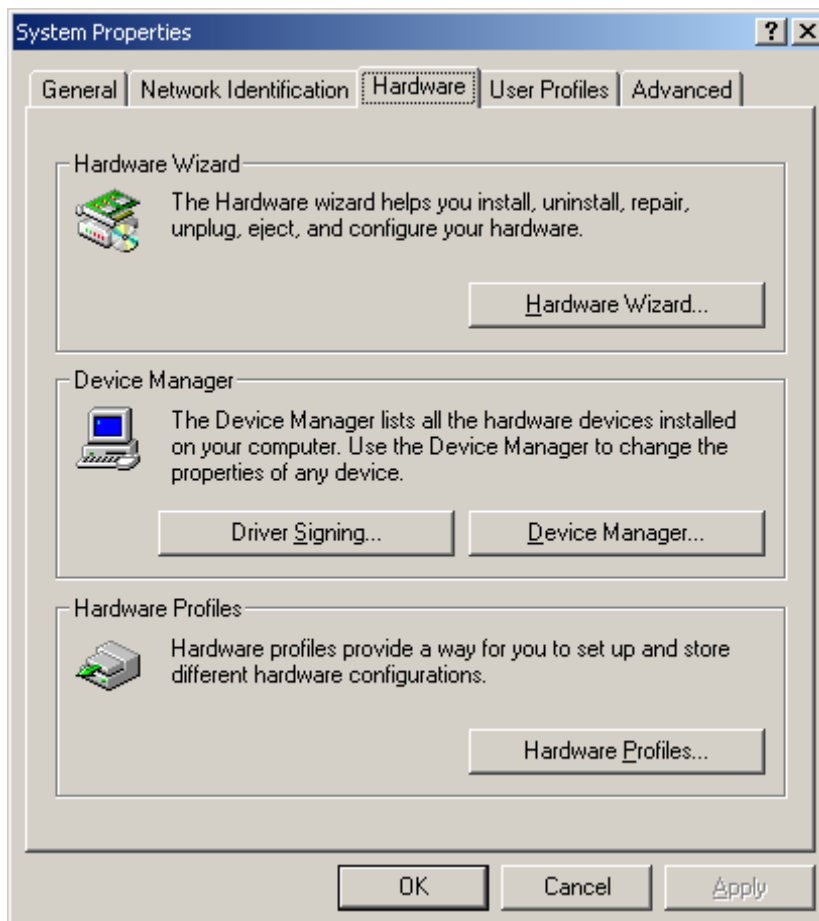 System Properties
General Network Identification Hardware User Profiles Advanced
Hardware Wizard
The Hardware wizard helps you install, uninstall, repair,
unplug, eject, and configure your hardware.
Hardware Wizard...
Device Manager
The Device Manager lists all the hardware devices installed
on your computer. Use the Device Manager to change the
properties of any device.
Driver Signing... Device Manager...
Hardware Profiles
Hardware profiles provide a way for you to set up and store
different hardware configurations.
Hardware Profiles...
OK Cancel Apply